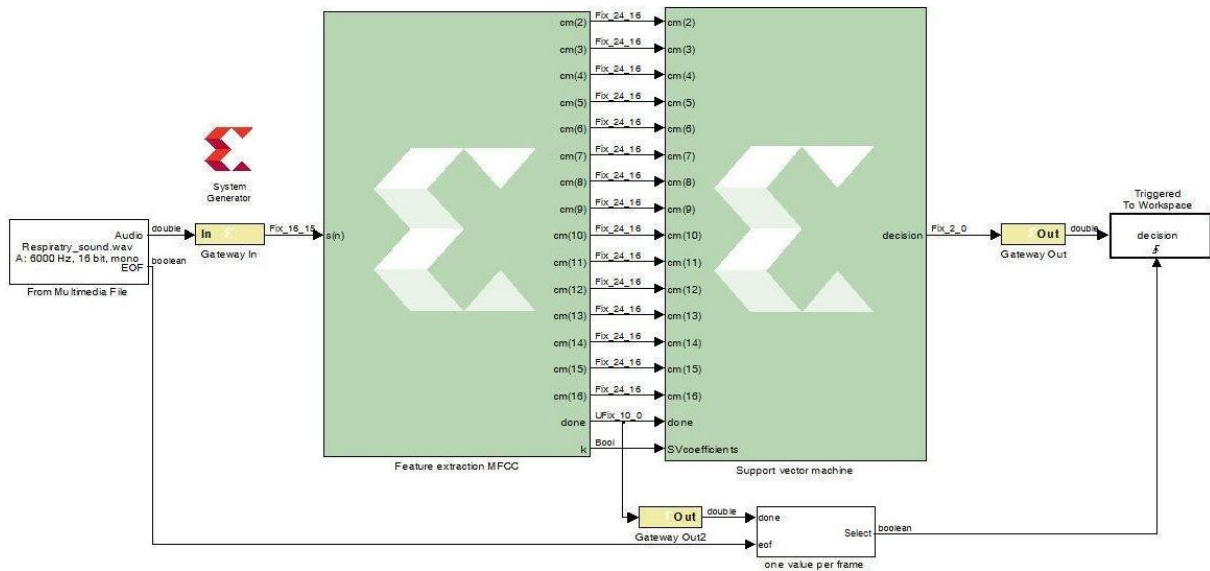 cm(2) Fix_24_16 cm(2)
cm(3) Fix_24_16 cm(3)
cm(4) Fix_24_16 cm(4)
cm(5) Fix_24_16 cm(5)
cm(6) Fix_24_16 cm(6)
cm(7) Fix_24_16 cm(7)
cm(8) Fix_24_16 cm(8)
cm(9) Fix_24_16 cm(9)
cm(10) Fix_24_16 cm(10)
cm(11) Fix_24_16 cm(11)
cm(12) Fix_24_16 cm(12)
cm(13) Fix_24_16 cm(13)
cm(14) Fix_24_16 cm(14)
cm(15) Fix_24_16 cm(15)
cm(16) Fix_24_16 cm(16)
done UFix_10_0 done
k Bool SVcoefficients
System
Generator
Audio
Respiratry_sound.wav
A: 6000 Hz, 16 bit, mono
EOF
From Multimedia File
double
boolean
In
Gateway In
Fix_16_15
s(n)
Feature extraction MFCC
Support vector machine
decision
Fix_2_0
Out
Gateway Out
double
Triggered
To Workspace
decision
Out
Gateway Out2
double
done
eof
Select
one value per frame
boolean